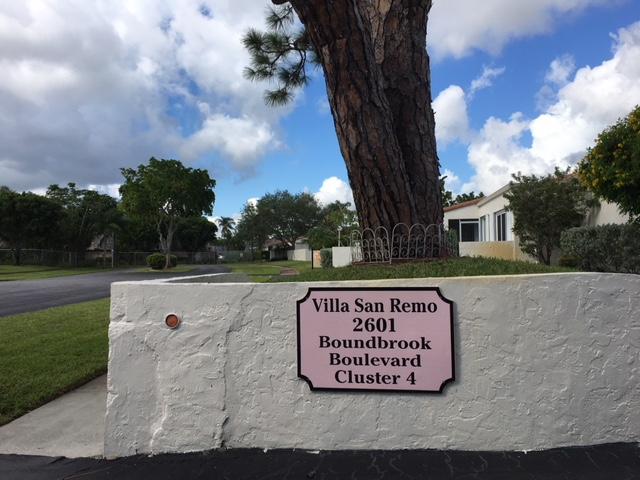 Villa San Remo
2601
Boundbrook
Boulevard
Cluster 4